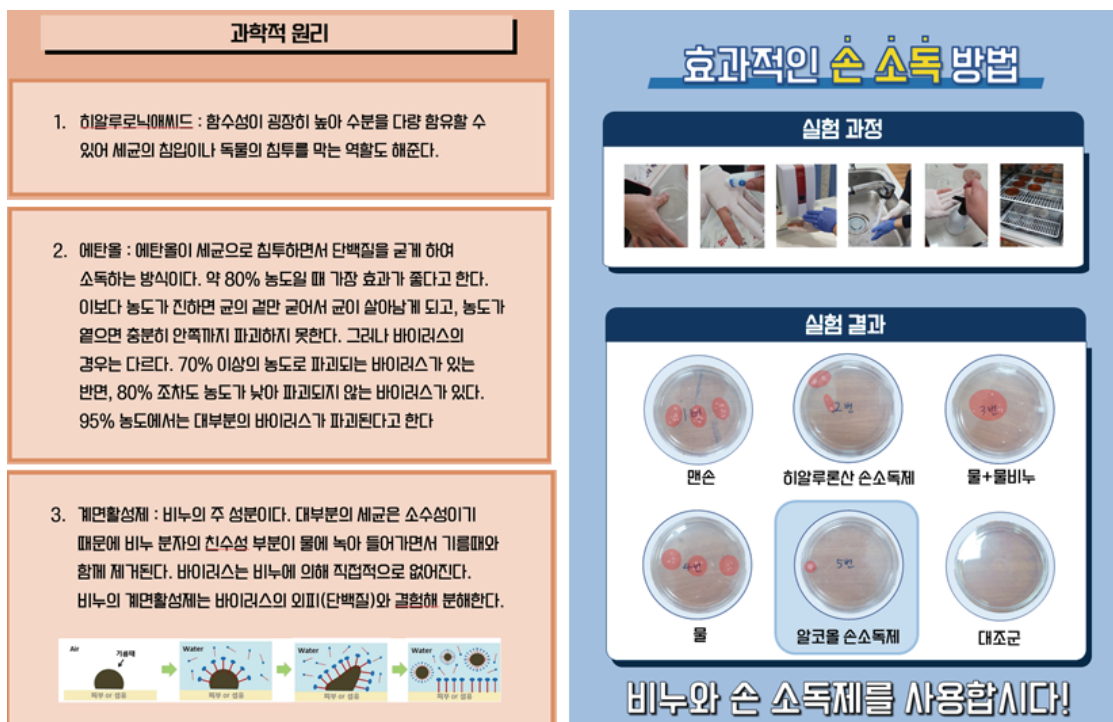 과학적 원리
1. 히알루로닉애씨드 : 함수성이 굉장히 높아 수분을 다량 함유할 수
있어 세균의 침입이나 독물의 침투를 막는 역할도 해준다.
2. 에탄올 : 에탄올이 세균으로 침투하면서 단백질을 굳게 하여
소독하는 방식이다. 약 80% 농도일 때 가장 효과가 좋다고 한다.
이보다 농도가 진하면 균의 겉만 굳어서 균이 살아남게 되고, 농도가
옅으면 충분히 안쪽까지 파괴하지 못한다. 그러나 바이러스의
경우는 다르다. 70% 이상의 농도로 파괴되는 바이러스가 있는
반면, 80% 조차도 농도가 낮아 파괴되지 않는 바이러스가 있다.
95% 농도에서는 대부분의 바이러스가 파괴된다고 한다
3. 계면활성제 : 비누의 주 성분이다. 대부분의 세균은 소수성이기
때문에 비누 분자의 친수성 부분이 물에 녹아 들어가면서 기름때와
함께 제거된다. 바이러스는 비누에 의해 직접적으로 없어진다.
비누의 계면활성제는 바이러스의 외피(단백질)와 결험해 분해한다.
Air
기름때
피부 or 섬유
Water
피부 or 섬유
Water
피부 or 섬유
Water
피부 or 섬유
효과적인 손 소독 방법
실험 과정
실험 결과
1번
2번
3번
맨손
히알루론산 손소독제
물+물비누
4번
5번
물
알코올 손소독제
대조군
비누와 손 소독제를 사용합시다!